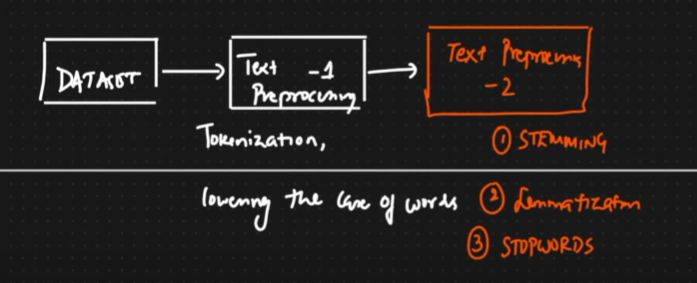 DATASET
Text -1
Preprocessing
Text Preprocessing
-2
Tokenization,
① STEMMING
lowering the case of words
② Lemmatization
③ STOPWORDS